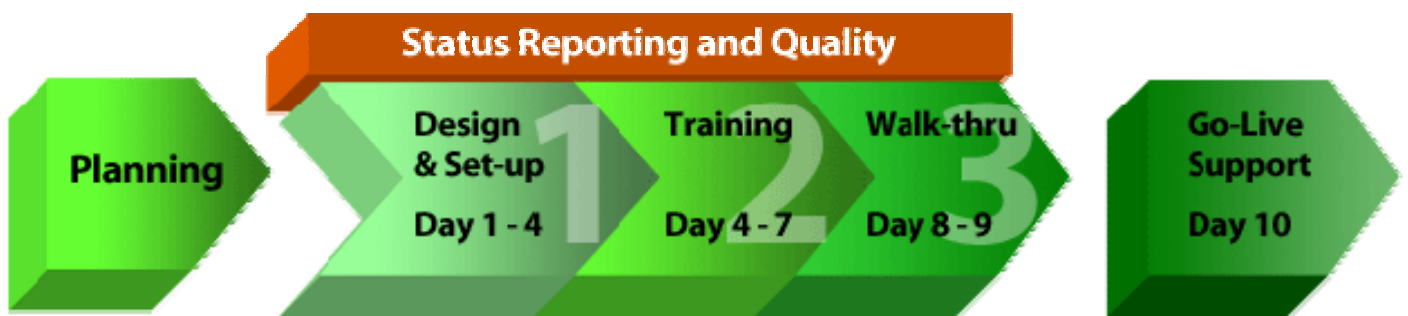 Status Reporting and Quality
Planning
Design
& Set-up
Day 1 - 4
1
Training
Day 4 - 7
2
Walk-thru
Day 8 - 9
3
Go-Live
Support
Day 10